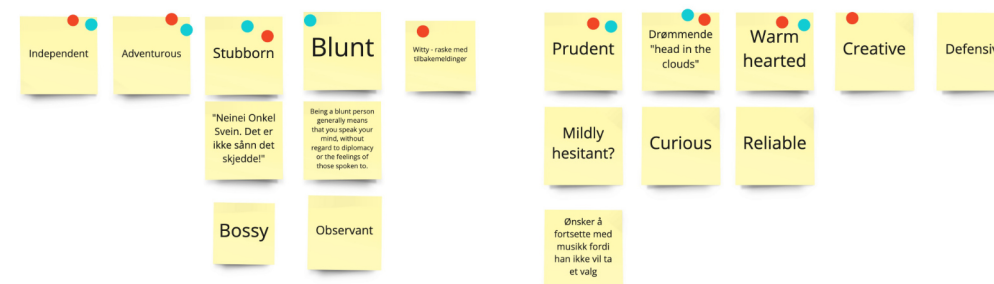 Independent
Adventurous
Stubborn
Blunt
Witty - raske med
tilbakemeldinger
"Neinei Onkel
Svein. Det er
ikke sånn det
skjedde!"
Being a blunt person
generally means
that you speak your
mind, without
regard to diplomacy
or the feelings of
those spoken to.
Bossy
Observant
Prudent
Drømmende
"head in the
clouds"
Warm
hearted
Creative
Defensiv
Mildly
hesitant?
Curious
Reliable
Ønsker å
fortsette med
musikk fordi
han ikke vil ta
et valg